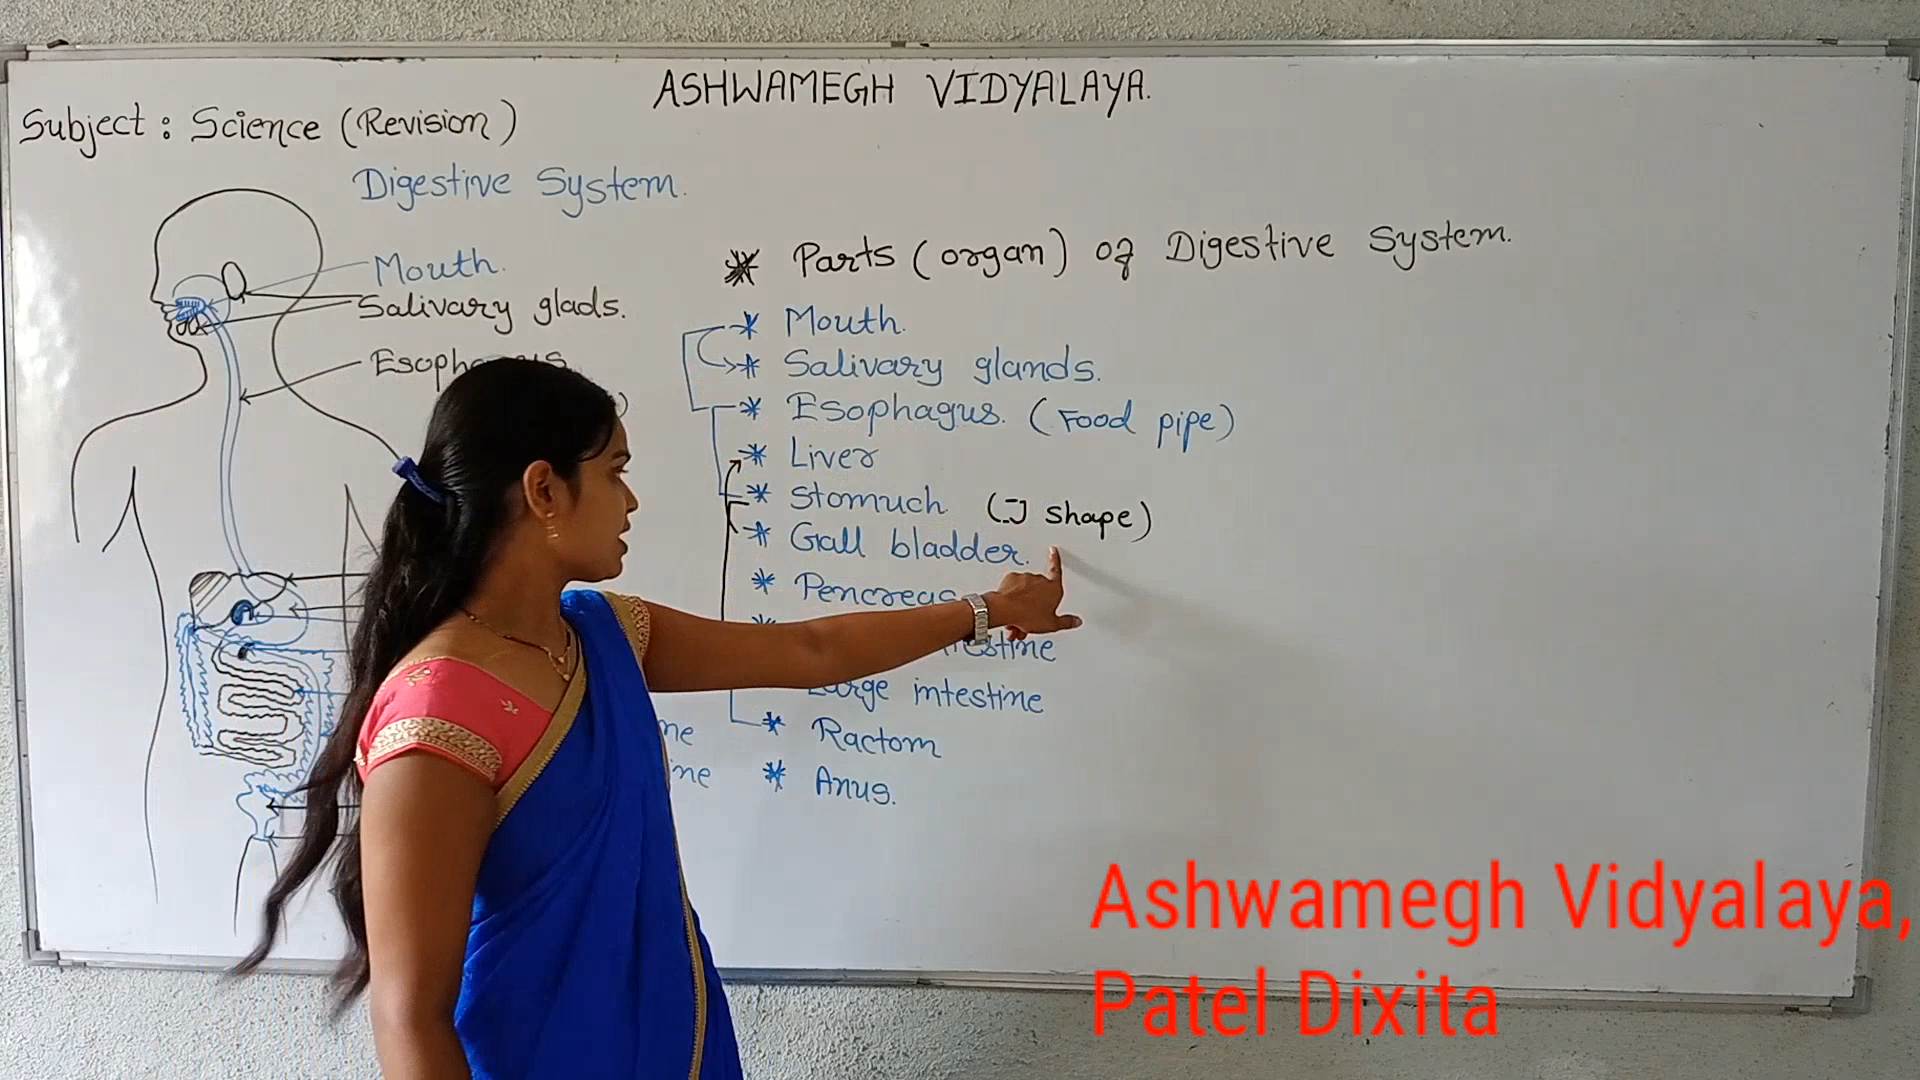 ASHWAMEGH VIDYALAYA.
Subject : Science (Revision)
Digestive System.
Mouth.
Salivary glads.
* Parts (organ) of Digestive System.
* Mouth.
* Salivary glands.
* Esophagus. (Food pipe)
* Liver
* Stomuch (J shape)
* Gall bladder.
* Pencreas
intestine
Large intestine
* Ractom
* Anus.
Ashwamegh Vidyalaya,
Patel Dixita